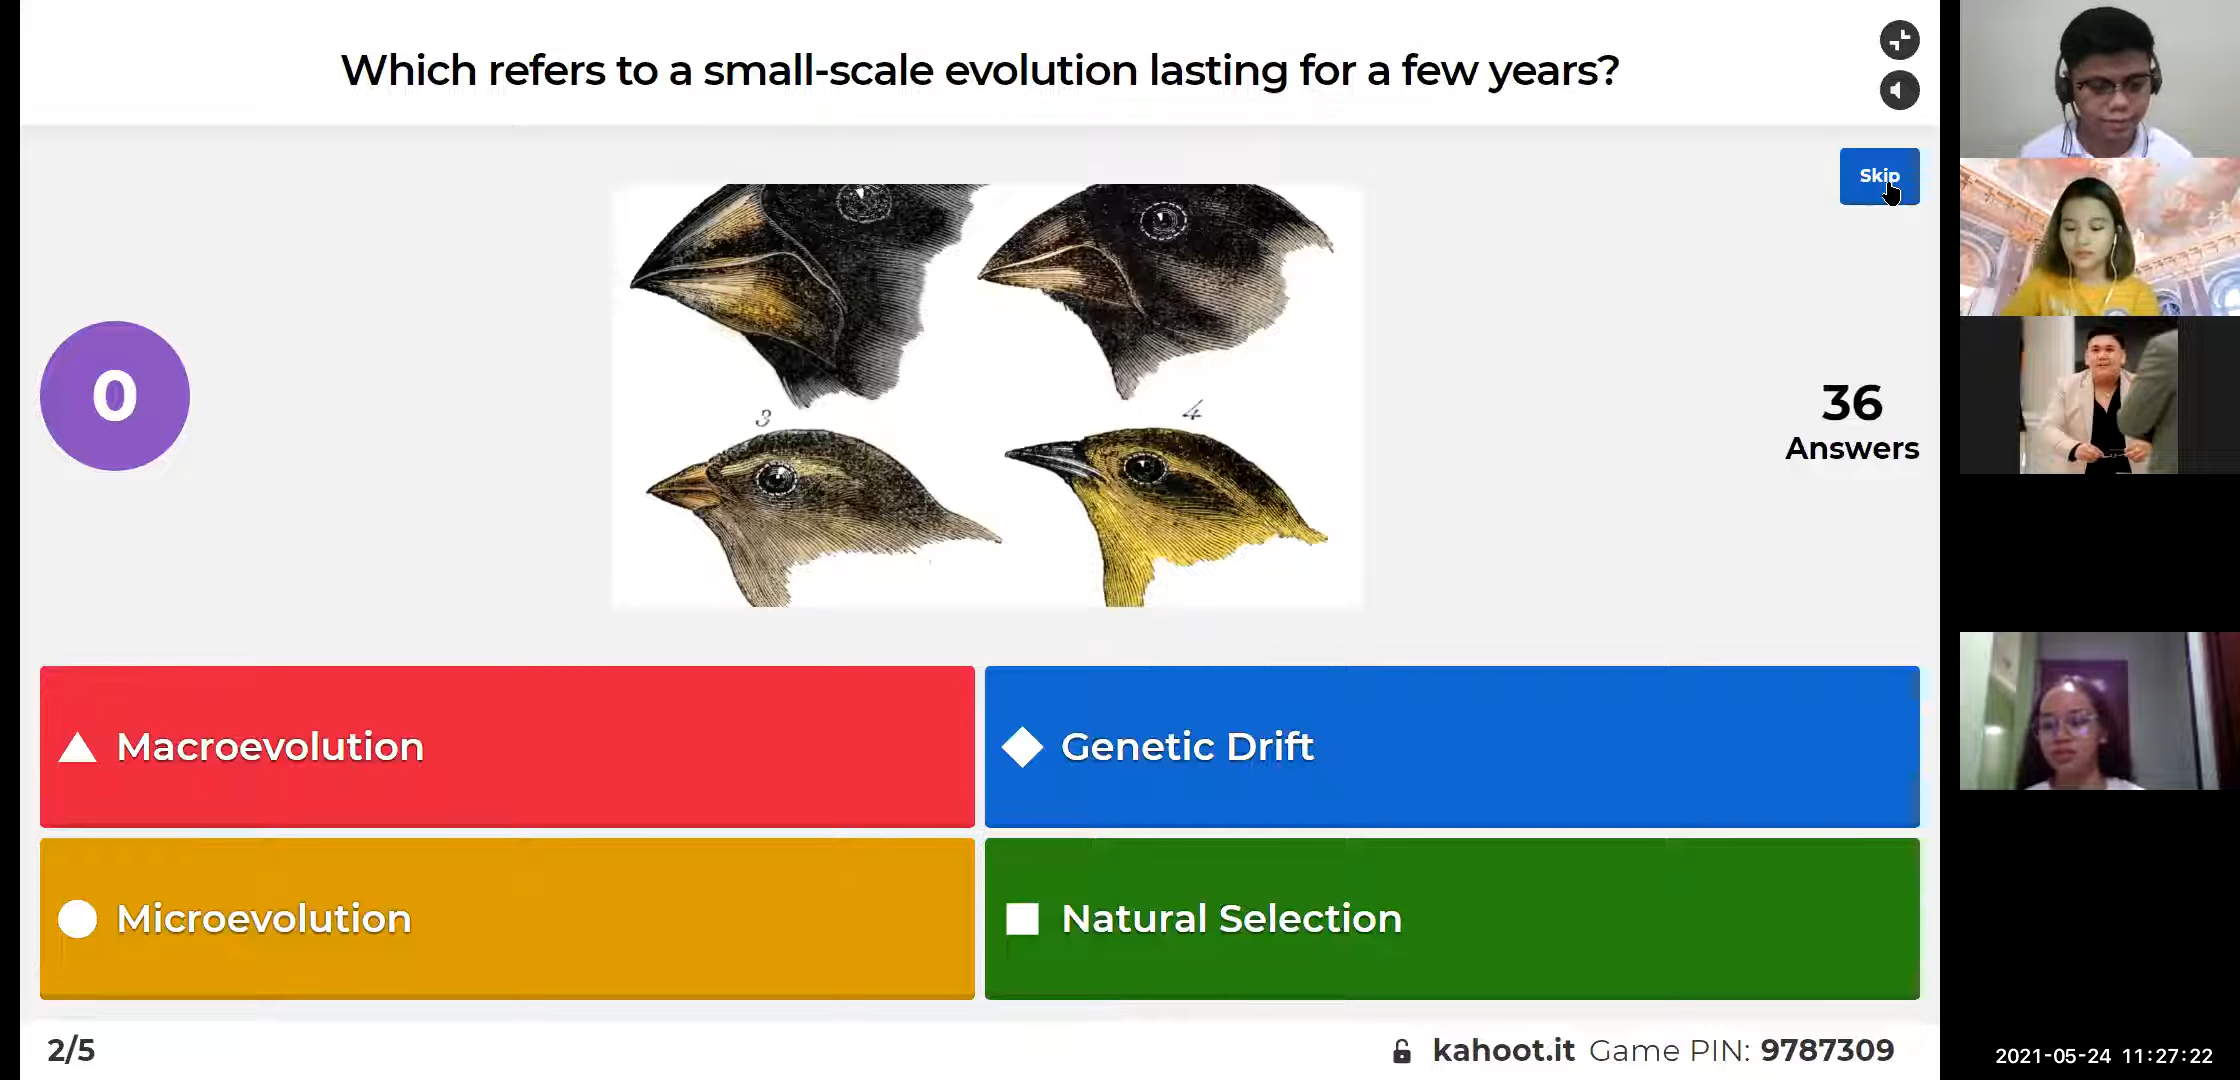 Which refers to a small-scale evolution lasting for a few years?
Skip
0
36
Answers
3
4
Macroevolution
Genetic Drift
Microevolution
Natural Selection
2/5
kahoot.it Game PIN: 9787309
2021-05-24 11:27:22